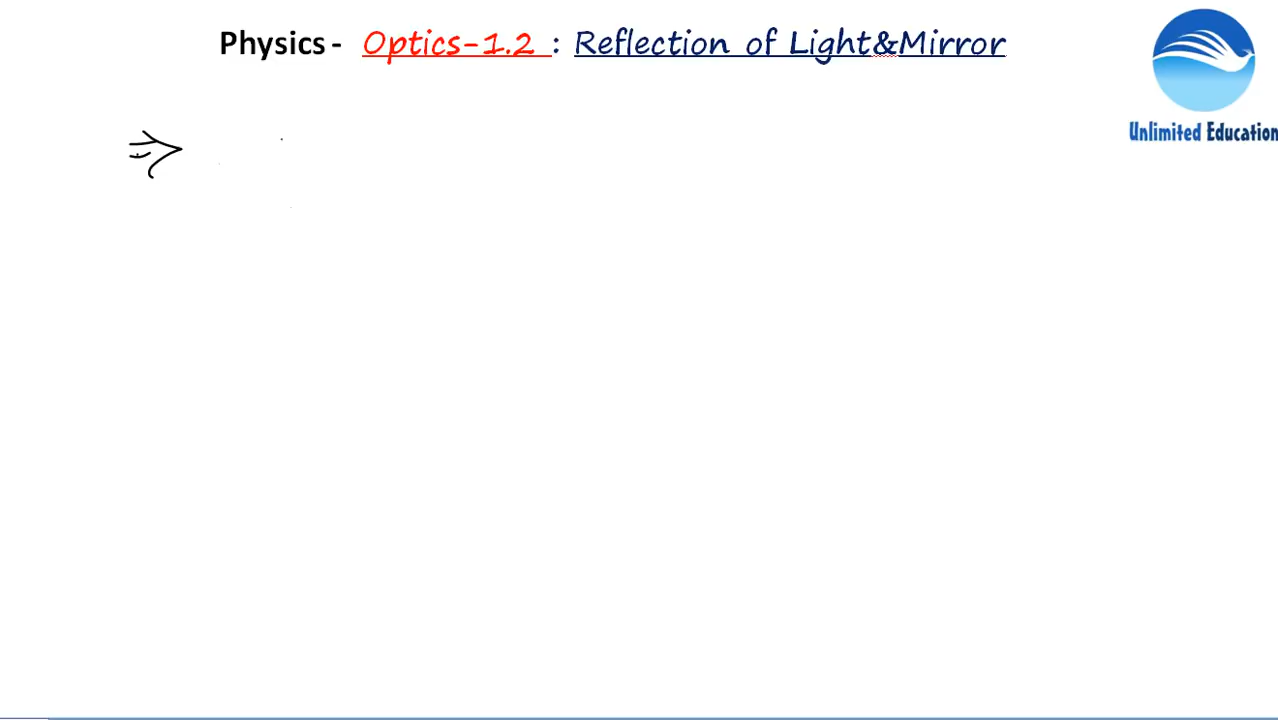 Physics - Optics-1.2 : Reflection of Light&Mirror
Unlimited Education